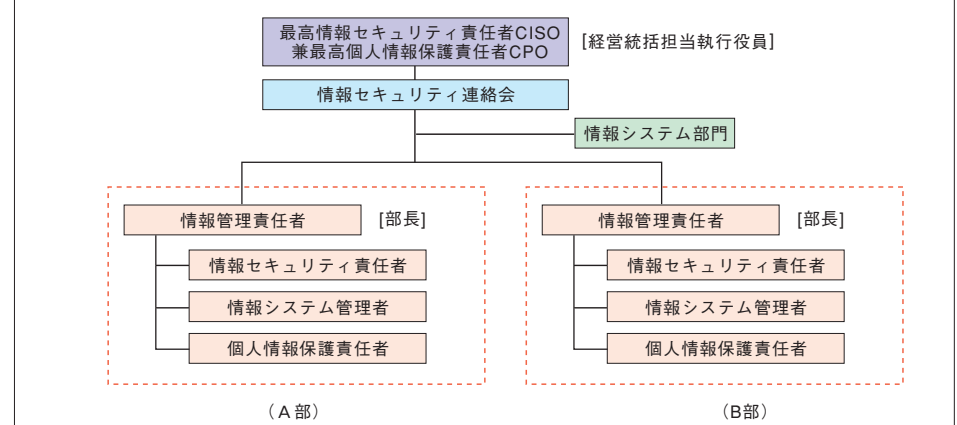 最高情報セキュリティ責任者CISO
兼最高個人情報保護責任者CPO
[経営統括担当執行役員]
情報セキュリティ連絡会
情報システム部門
情報管理責任者
[部長]
情報セキュリティ責任者
情報システム管理者
個人情報保護責任者
（A部）
情報管理責任者
[部長]
情報セキュリティ責任者
情報システム管理者
個人情報保護責任者
（B部）